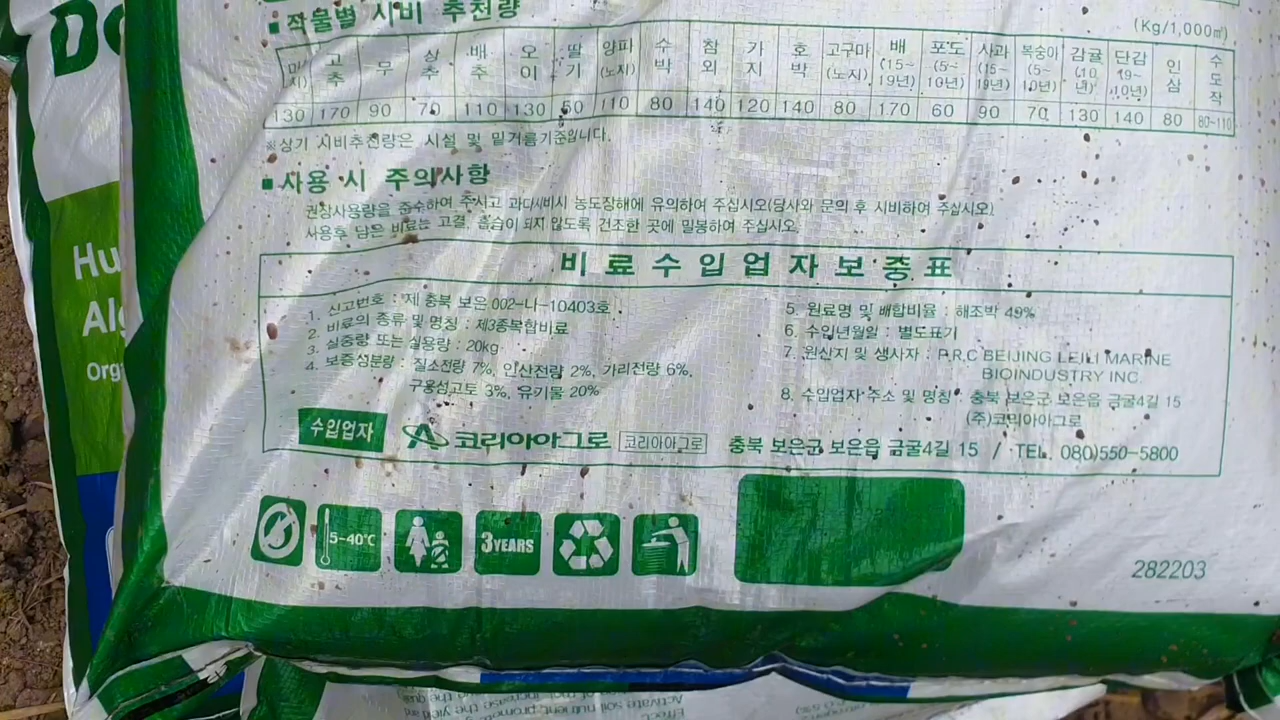 ■ 작물별 시비 추천량
(Kg/1,000㎡)
고추 무 상추 배추 오이 딸기 양파(노지) 수박 참외 가지 호박 고구마(노지) 배(15~19년) 포도(5~10년) 사과(15~19년) 복숭아(5~10년) 감귤(10년) 단감(9~10년) 인삼 수도작
130 170 90 70 110 130 50 110 80 140 120 140 80 170 60 90 70 130 140 80 80~110
※상기 시비추천량은 시설 및 밑거름기준입니다.
■ 사용 시 주의사항
권장사용량을 준수하여 주시고 과다시비시 농도장해에 유의하여 주십시오(당사와 문의 후 시비하여 주십시오)
사용후 남은 비료는 고결, 흡습이 되지 않도록 건조한 곳에 밀봉하여 주십시오.
비료수입업자보증표
1. 신고번호 : 제 충북 보은 002-나-10403호
2. 비료의 종류 및 명칭 : 제3종복합비료
3. 실중량 또는 실용량 : 20kg
4. 보증성분량 : 질소전량 7%, 인산전량 2%, 가리전량 6%,
구용성고토 3%, 유기물 20%
5. 원료명 및 배합비율 : 해조박 49%
6. 수입년월일 : 별도표기
7. 원산지 및 생사자 : P.R.C BEIJING LEILI MARINE
BIOINDUSTRY INC.
8. 수입업자 주소 및 명칭 : 충북 보은군 보은읍 금굴4길 15
(주)코리아아그로
수입업자 코리아아그로 코리아아그로 충북 보은군 보은읍 금굴4길 15 / TEL. 080)550-5800
5-40℃
3YEARS
282203
Hu
Orga